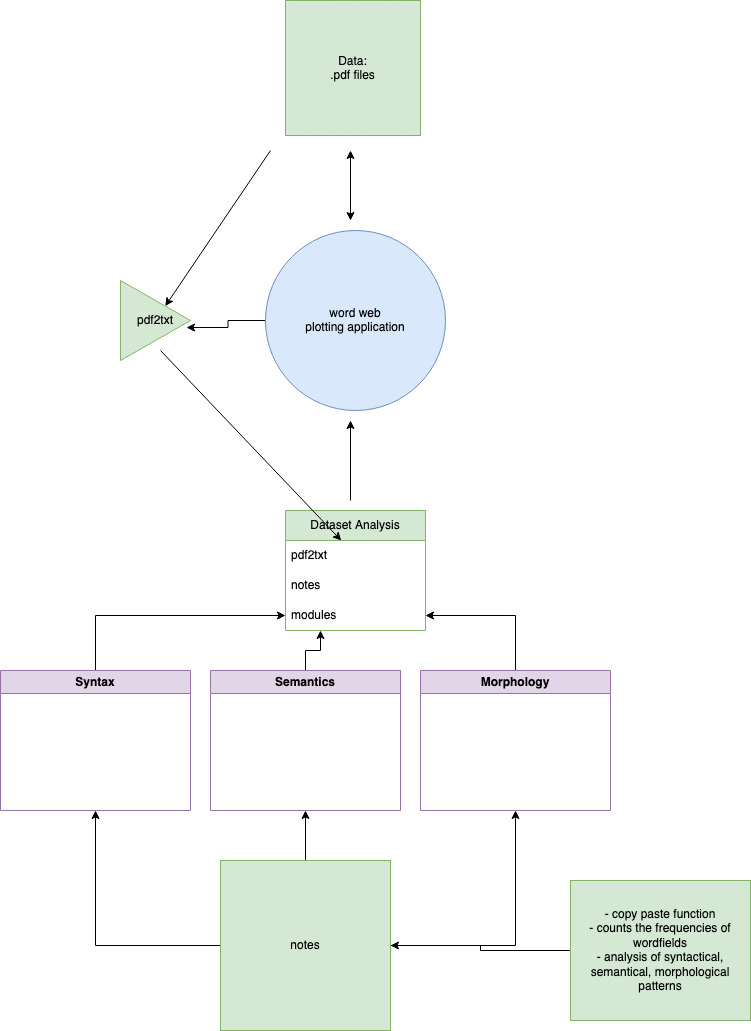 Data:
.pdf files
pdf2txt
word web
plotting application
Dataset Analysis
pdf2txt
notes
modules
Syntax
Semantics
Morphology
notes
- copy paste function
- counts the frequencies of
wordfields
- analysis of syntactical,
semantical, morphological
patterns